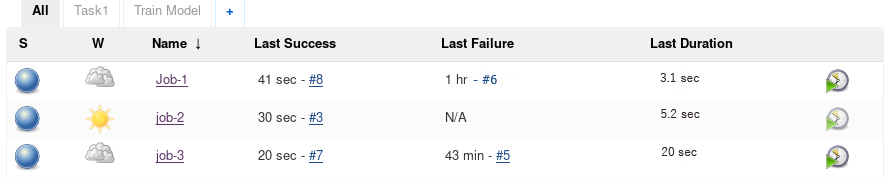 All Task1 Train Model +
S W Name ↓ Last Success Last Failure Last Duration
Job-1 41 sec - #8 1 hr - #6 3.1 sec
job-2 30 sec - #3 N/A 5.2 sec
job-3 20 sec - #7 43 min - #5 20 sec